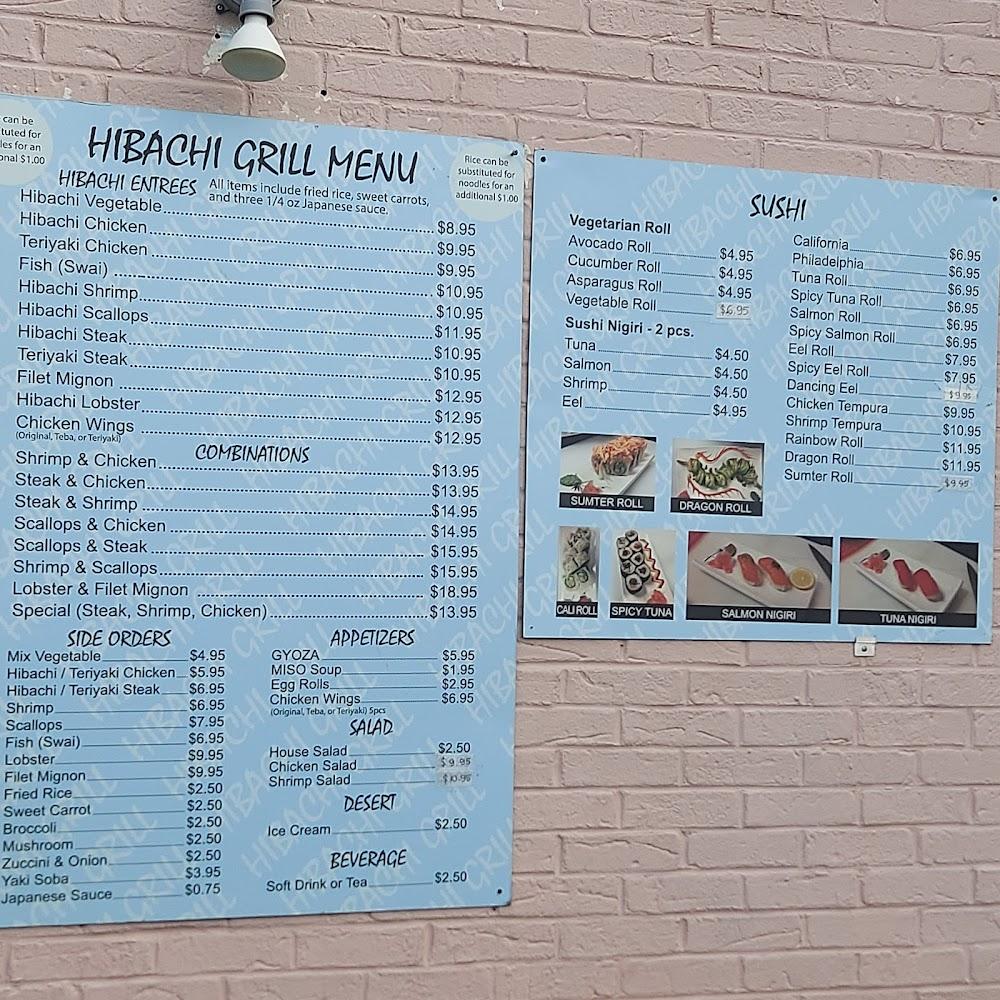 can be
tuted for
les for an
onal $1.00
HIBACHI GRILL MENU
Rice can be
substituted for
noodles for an
additional $1.00
HIBACHI ENTREES
All items include fried rice, sweet carrots,
and three 1/4 oz Japanese sauce.
Hibachi Vegetable $8.95
Hibachi Chicken $9.95
Teriyaki Chicken $9.95
Fish (Swai) $10.95
Hibachi Shrimp $10.95
Hibachi Scallops $11.95
Hibachi Steak $10.95
Teriyaki Steak $10.95
Filet Mignon $12.95
Hibachi Lobster $12.95
Chicken Wings $12.95
(Original, Teba, or Teriyaki)
COMBINATIONS
Shrimp & Chicken $13.95
Steak & Chicken $13.95
Steak & Shrimp $14.95
Scallops & Chicken $14.95
Scallops & Steak $15.95
Shrimp & Scallops $15.95
Lobster & Filet Mignon $18.95
Special (Steak, Shrimp, Chicken) $13.95
SIDE ORDERS
Mix Vegetable $4.95
Hibachi / Teriyaki Chicken $5.95
Hibachi / Teriyaki Steak $6.95
Shrimp $6.95
Scallops $7.95
Fish (Swai) $6.95
Lobster $9.95
Filet Mignon $9.95
Fried Rice $2.50
Sweet Carrot $2.50
Broccoli $2.50
Mushroom $2.50
Zuccini & Onion $2.50
Yaki Soba $3.95
Japanese Sauce $0.75
APPETIZERS
GYOZA $5.95
MISO Soup $1.95
Egg Rolls $2.95
Chicken Wings $6.95
(Original, Teba, or Teriyaki) 5pcs
SALAD
House Salad $2.50
Chicken Salad $9.95
Shrimp Salad $10.95
DESERT
Ice Cream $2.50
BEVERAGE
Soft Drink or Tea $2.50
SUSHI
Vegetarian Roll
Avocado Roll $4.95
Cucumber Roll $4.95
Asparagus Roll $4.95
Vegetable Roll $6.95
Sushi Nigiri - 2 pcs.
Tuna $4.50
Salmon $4.50
Shrimp $4.50
Eel $4.95
California $6.95
Philadelphia $6.95
Tuna Roll $6.95
Spicy Tuna Roll $6.95
Salmon Roll $6.95
Spicy Salmon Roll $6.95
Eel Roll $7.95
Spicy Eel Roll $7.95
Dancing Eel $9.95
Chicken Tempura $9.95
Shrimp Tempura $10.95
Rainbow Roll $11.95
Dragon Roll $11.95
Sumter Roll $9.95
SUMTER ROLL
DRAGON ROLL
CALI ROLL
SPICY TUNA
SALMON NIGIRI
TUNA NIGIRI